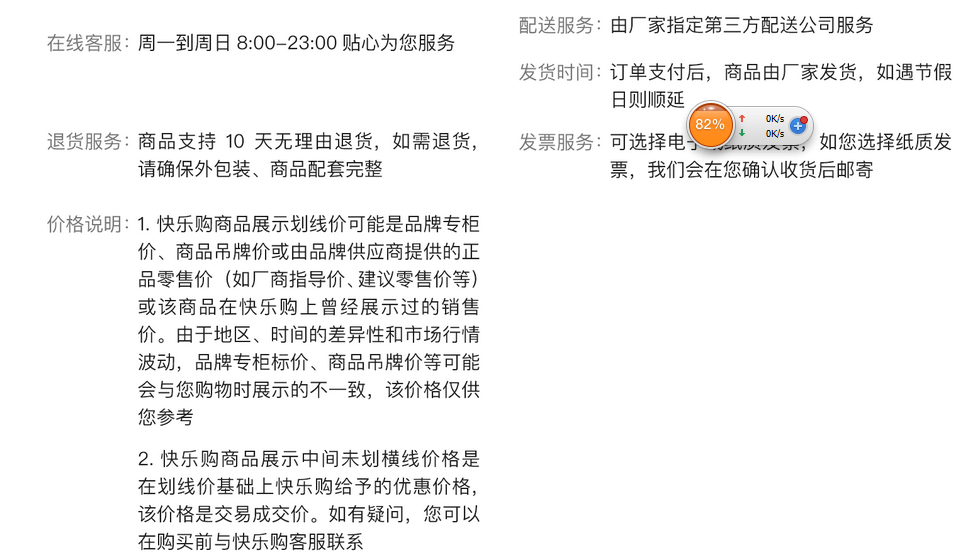 在线客服：周一到周日 8:00–23:00 贴心为您服务
退货服务：商品支持 10 天无理由退货，如需退货，
请确保外包装、商品配套完整
价格说明：1. 快乐购商品展示划线价可能是品牌专柜
价、商品吊牌价或由品牌供应商提供的正
品零售价（如厂商指导价、建议零售价等）
或该商品在快乐购上曾经展示过的销售
价。由于地区、时间的差异性和市场行情
波动，品牌专柜标价、商品吊牌价等可能
会与您购物时展示的不一致，该价格仅供
您参考
2. 快乐购商品展示中间未划横线价格是
在划线价基础上快乐购给予的优惠价格，
该价格是交易成交价。如有疑问，您可以
在购买前与快乐购客服联系
配送服务：由厂家指定第三方配送公司服务
发货时间：订单支付后，商品由厂家发货，如遇节假
日则顺延
82%
0K/s
0K/s
发票服务：可选择电 纸质发票，如您选择纸质发
票，我们会在您确认收货后邮寄